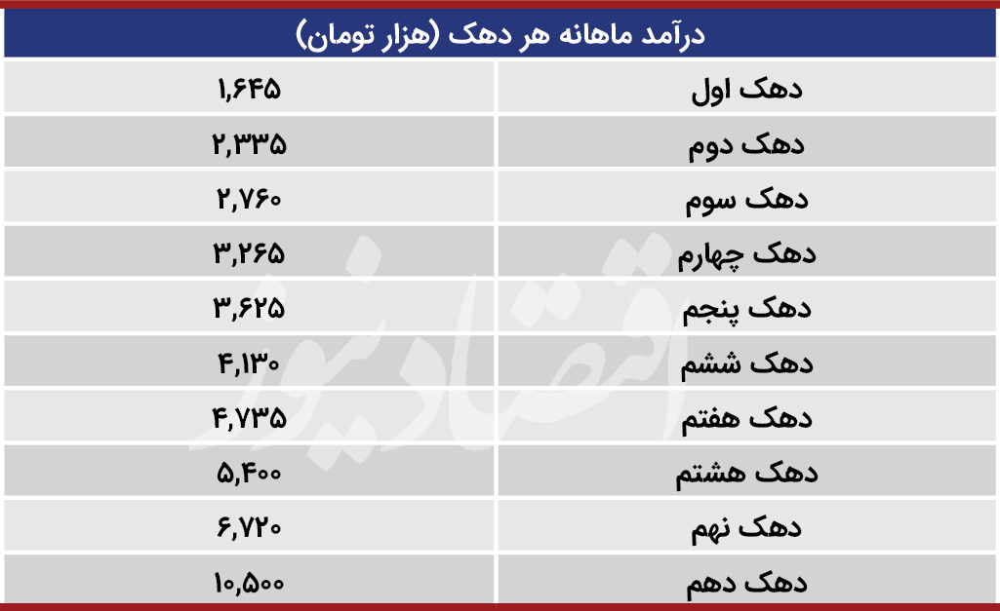 درآمد ماهانه هر دهک (هزار تومان)
دهک اول ۱,۶۴۵
دهک دوم ۲,۳۳۵
دهک سوم ۲,۷۶۰
دهک چهارم ۳,۲۶۵
دهک پنجم ۳,۶۲۵
دهک ششم ۴,۱۳۰
دهک هفتم ۴,۷۳۵
دهک هشتم ۵,۴۰۰
دهک نهم ۶,۷۲۰
دهک دهم ۱۰,۵۰۰
اقتصادنیوز